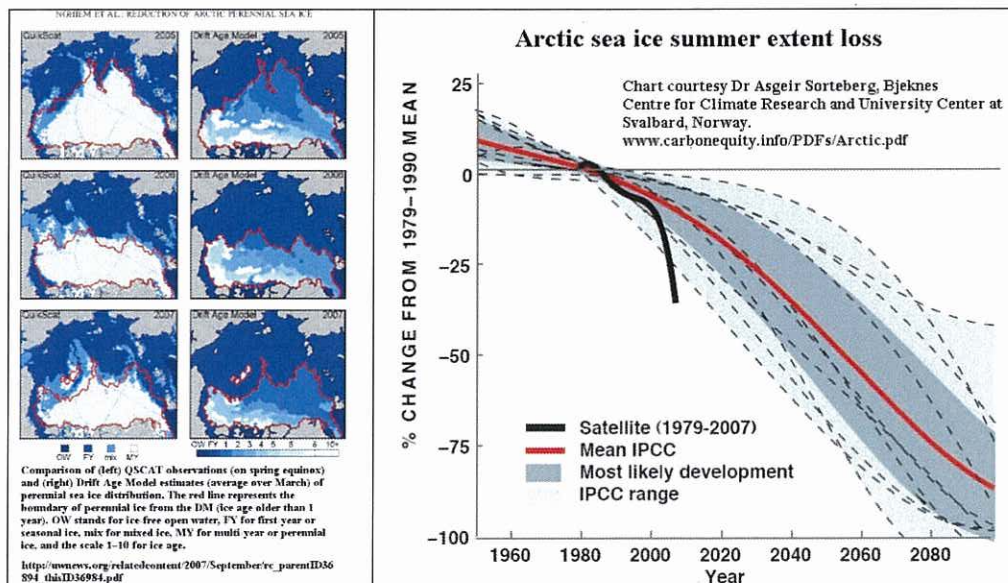 NGHIEM ET AL.: REDUCTION OF ARCTIC PERENNIAL SEA ICE
QuikScat 2005
Drift Age Model 2005
QuikScat 2006
Drift Age Model 2006
QuikScat 2007
Drift Age Model 2007
OW FY mix MY
OW FY 1 2 3 4 5 6 10+
Comparison of (left) QSCAT observations (on spring equinox)
and (right) Drift Age Model estimates (average over March) of
perennial sea ice distribution. The red line represents the
boundary of perennial ice from the DM (ice age older than 1
year). OW stands for ice free open water, FY for first year or
seasonal ice, mix for mixed ice, MY for multi year or perennial
ice, and the scale 1-10 for ice age.
http://uwnews.org/relatedcontent/2007/September/rc_parentID36
894_thisID36984.pdf
Arctic sea ice summer extent loss
Chart courtesy Dr Asgeir Sorteberg, Bjeknes
Centre for Climate Research and University Center at
Svalbard, Norway.
www.carbonequity.info/PDFs/Arctic.pdf
% CHANGE FROM 1979–1990 MEAN
25
0
-25
-50
-75
-100
Satellite (1979-2007)
Mean IPCC
Most likely development
IPCC range
1960 1980 2000 2020 2040 2060 2080
Year